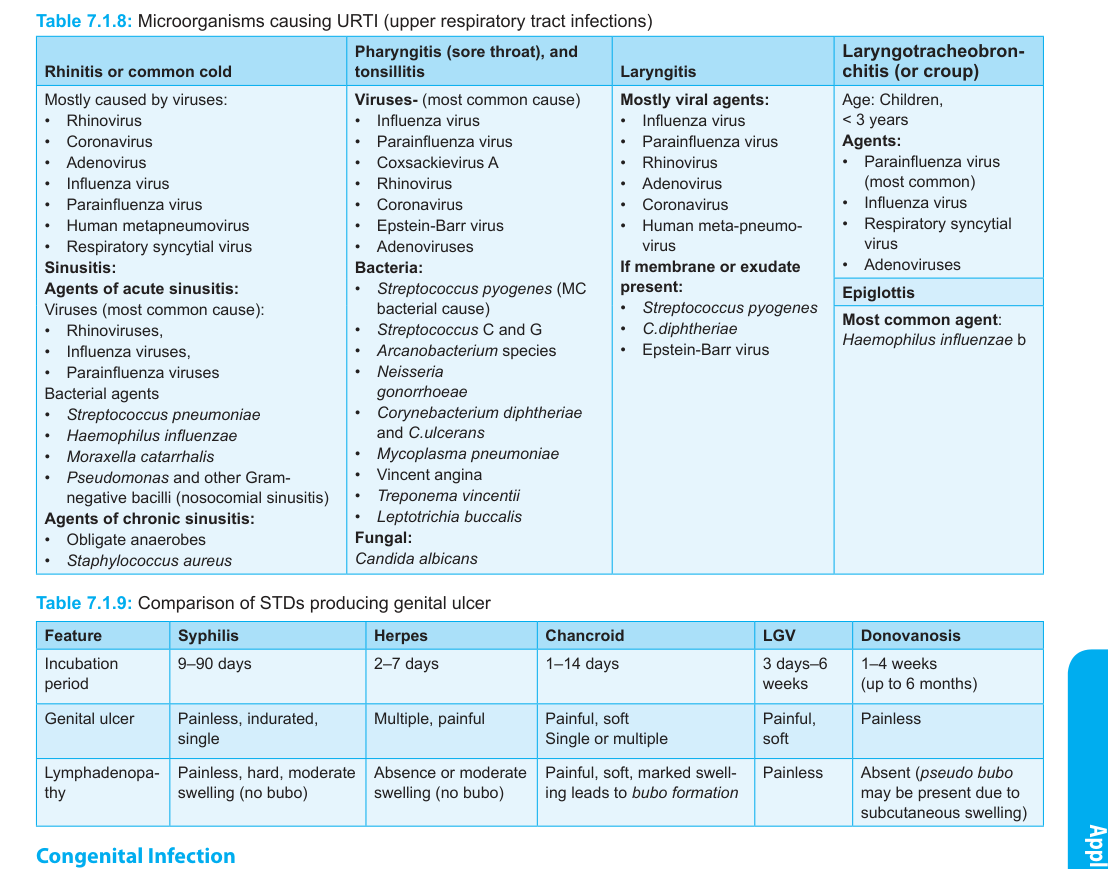 Table 7.1.8: Microorganisms causing URTI (upper respiratory tract infections)
Rhinitis or common cold
Mostly caused by viruses:
• Rhinovirus
• Coronavirus
• Adenovirus
• Influenza virus
• Parainfluenza virus
• Human metapneumovirus
• Respiratory syncytial virus
Sinusitis:
Agents of acute sinusitis:
Viruses (most common cause):
• Rhinoviruses,
• Influenza viruses,
• Parainfluenza viruses
Bacterial agents
• Streptococcus pneumoniae
• Haemophilus influenzae
• Moraxella catarrhalis
• Pseudomonas and other Gram-
negative bacilli (nosocomial sinusitis)
Agents of chronic sinusitis:
• Obligate anaerobes
• Staphylococcus aureus
Pharyngitis (sore throat), and
tonsillitis
Viruses- (most common cause)
• Influenza virus
• Parainfluenza virus
• Coxsackievirus A
• Rhinovirus
• Coronavirus
• Epstein-Barr virus
• Adenoviruses
Bacteria:
• Streptococcus pyogenes (MC
bacterial cause)
• Streptococcus C and G
• Arcanobacterium species
• Neisseria
gonorrhoeae
• Corynebacterium diphtheriae
and C.ulcerans
• Mycoplasma pneumoniae
• Vincent angina
• Treponema vincentii
• Leptotrichia buccalis
Fungal:
Candida albicans
Laryngitis
Mostly viral agents:
• Influenza virus
• Parainfluenza virus
• Rhinovirus
• Adenovirus
• Coronavirus
• Human meta-pneumo-
virus
If membrane or exudate
present:
• Streptococcus pyogenes
• C.diphtheriae
• Epstein-Barr virus
Laryngotracheobron-
chitis (or croup)
Age: Children,
< 3 years
Agents:
• Parainfluenza virus
(most common)
• Influenza virus
• Respiratory syncytial
virus
• Adenoviruses
Epiglottis
Most common agent:
Haemophilus influenzae b
Table 7.1.9: Comparison of STDs producing genital ulcer
Feature Syphilis Herpes Chancroid LGV Donovanosis
Incubation
period
9–90 days
2–7 days
1–14 days
3 days–6
weeks
1–4 weeks
(up to 6 months)
Genital ulcer
Painless, indurated,
single
Multiple, painful
Painful, soft
Single or multiple
Painful,
soft
Painless
Lymphadenopa-
thy
Painless, hard, moderate
swelling (no bubo)
Absence or moderate
swelling (no bubo)
Painful, soft, marked swell-
ing leads to bubo formation
Painless
Absent (pseudo bubo
may be present due to
subcutaneous swelling)
Congenital Infection
Appl